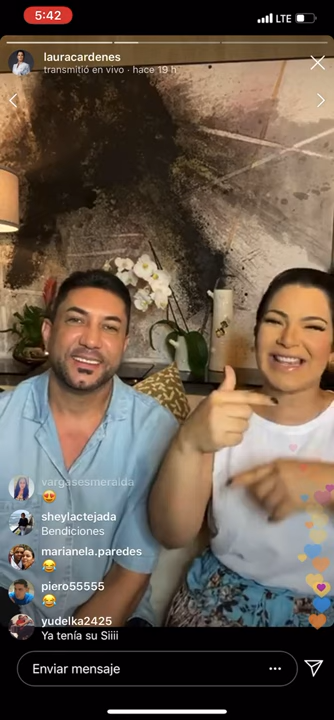 5:42
LTE
lauracardenes
transmitió en vivo · hace 19 h
vargasesmeralda
😍
sheylactejada
Bendiciones
marianela.paredes
😂
piero55555
😂
yudelka2425
Ya tenía su Siiii
Enviar mensaje